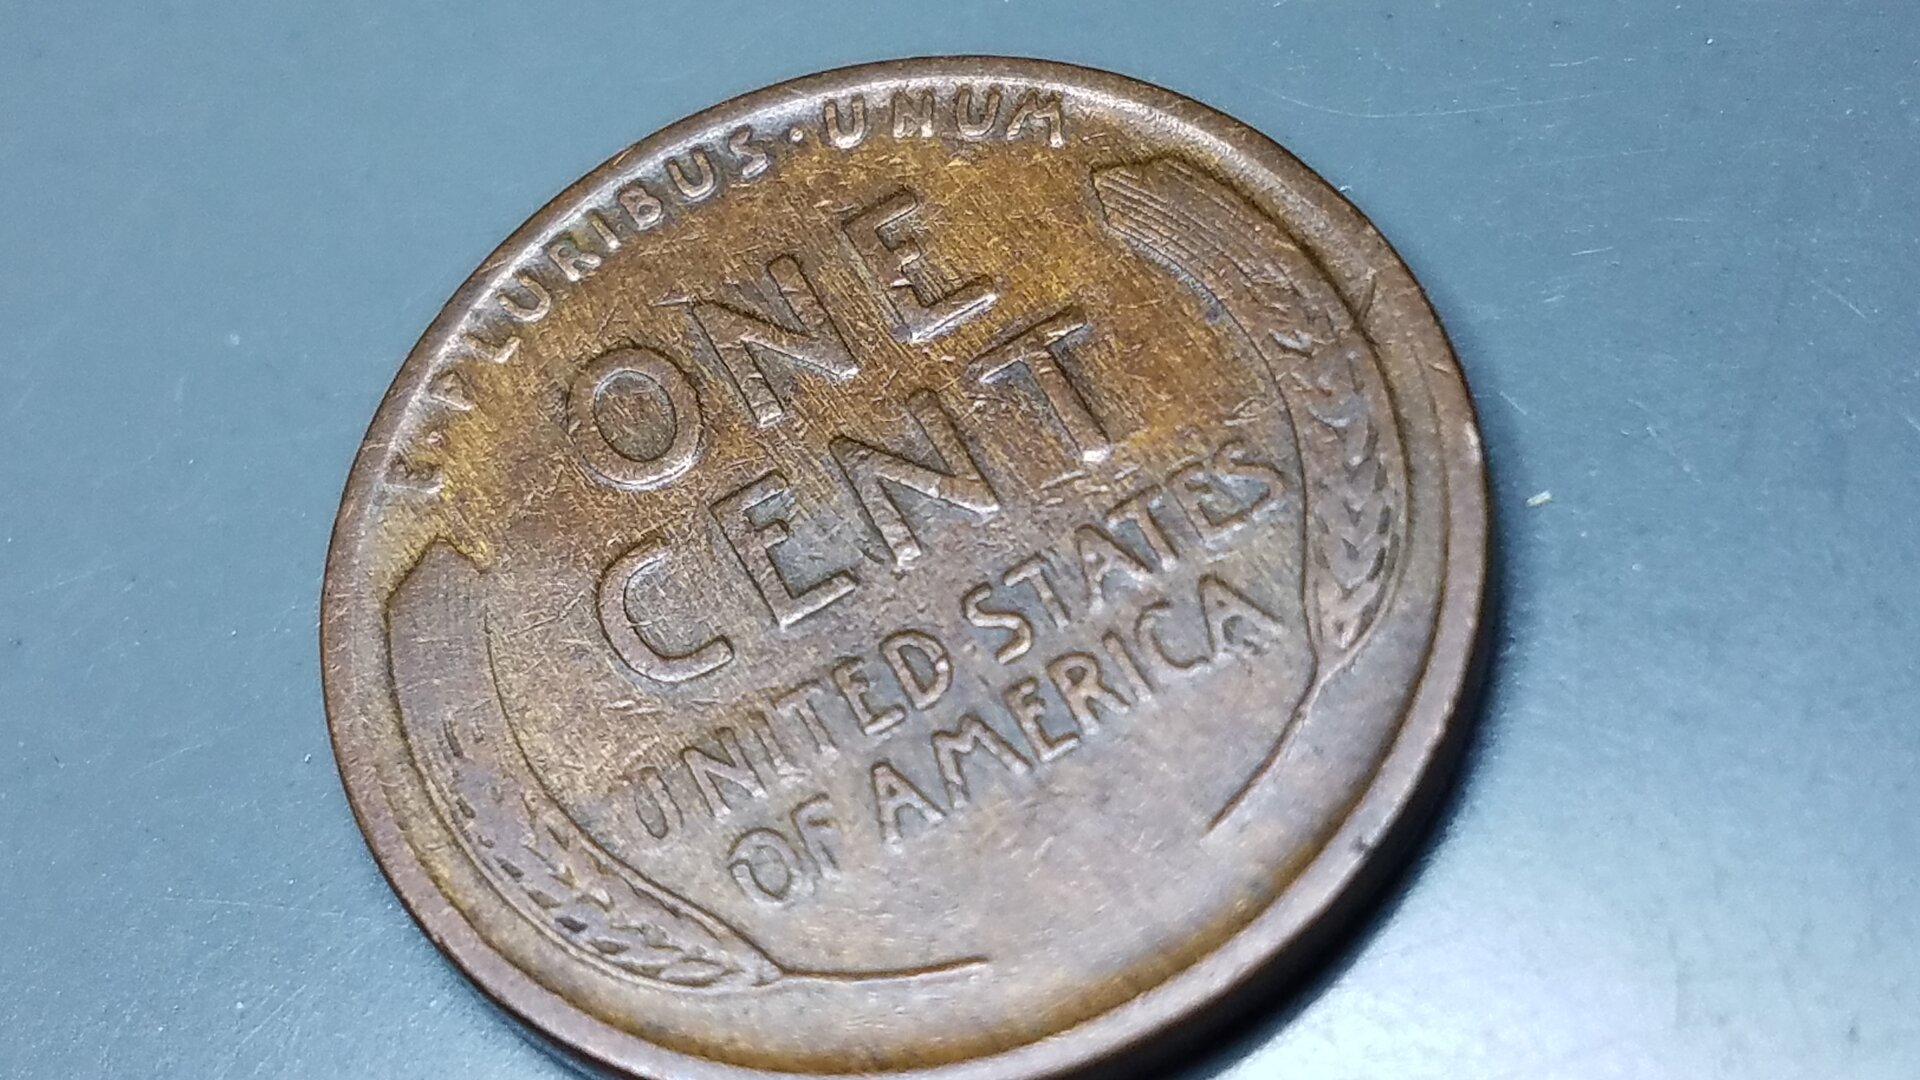 E·PLURIBUS·UNUM
ONE
CENT
UNITED STATES
OF AMERICA